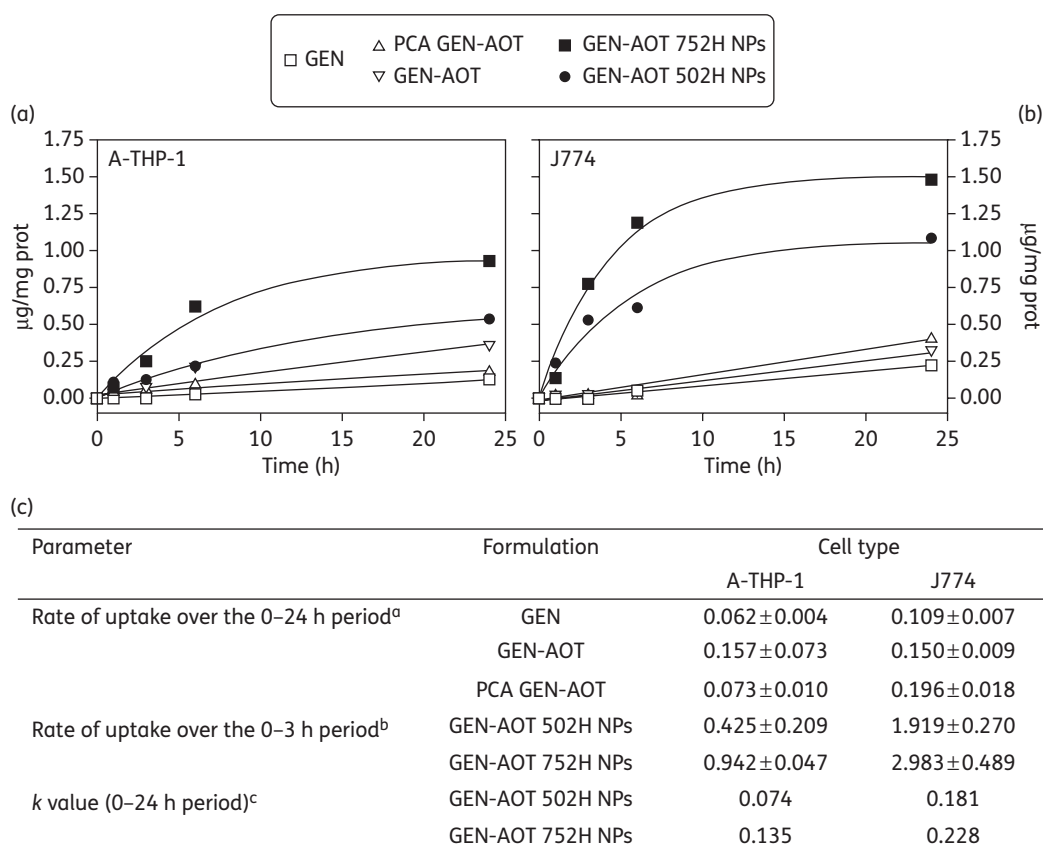 GEN
PCA GEN-AOT
GEN-AOT
GEN-AOT 752H NPs
GEN-AOT 502H NPs
(a)
A-THP-1
μg/mg prot
1.75
1.50
1.25
1.00
0.75
0.50
0.25
0.00
0 5 10 15 20 25
Time (h)
(b)
J774
1.75
1.50
1.25
1.00
0.75
0.50
0.25
0.00
μg/mg prot
0 5 10 15 20 25
Time (h)
(c)
Parameter Formulation Cell type
A-THP-1 J774
Rate of uptake over the 0–24 h period^a GEN 0.062±0.004 0.109±0.007
GEN-AOT 0.157±0.073 0.150±0.009
PCA GEN-AOT 0.073±0.010 0.196±0.018
Rate of uptake over the 0–3 h period^b GEN-AOT 502H NPs 0.425±0.209 1.919±0.270
GEN-AOT 752H NPs 0.942±0.047 2.983±0.489
k value (0–24 h period)^c GEN-AOT 502H NPs 0.074 0.181
GEN-AOT 752H NPs 0.135 0.228